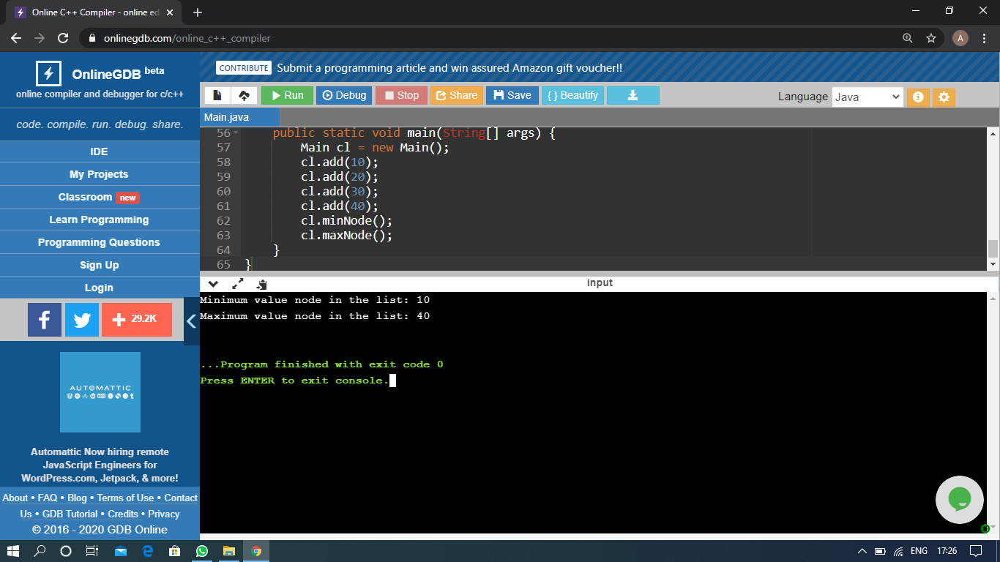 Online C++ Compiler - online ed
onlinegdb.com/online_c++_compiler
A
OnlineGDB beta
online compiler and debugger for c/c++
code. compile. run. debug. share.
IDE
My Projects
Classroom new
Learn Programming
Programming Questions
Sign Up
Login
29.2K
AUTOMATTIC
Automattic Now hiring remote
JavaScript Engineers for
WordPress.com, Jetpack, & more!
About • FAQ • Blog • Terms of Use • Contact
Us • GDB Tutorial • Credits • Privacy
© 2016 - 2020 GDB Online
CONTRIBUTE Submit a programming article and win assured Amazon gift voucher!!
Run Debug Stop Share Save { } Beautify Language Java
Main.java
56 public static void main(String[] args) {
57 Main cl = new Main();
58 cl.add(10);
59 cl.add(20);
60 cl.add(30);
61 cl.add(40);
62 cl.minNode();
63 cl.maxNode();
64 }
65 }
input
Minimum value node in the list: 10
Maximum value node in the list: 40
...Program finished with exit code 0
Press ENTER to exit console.
ENG 17:26